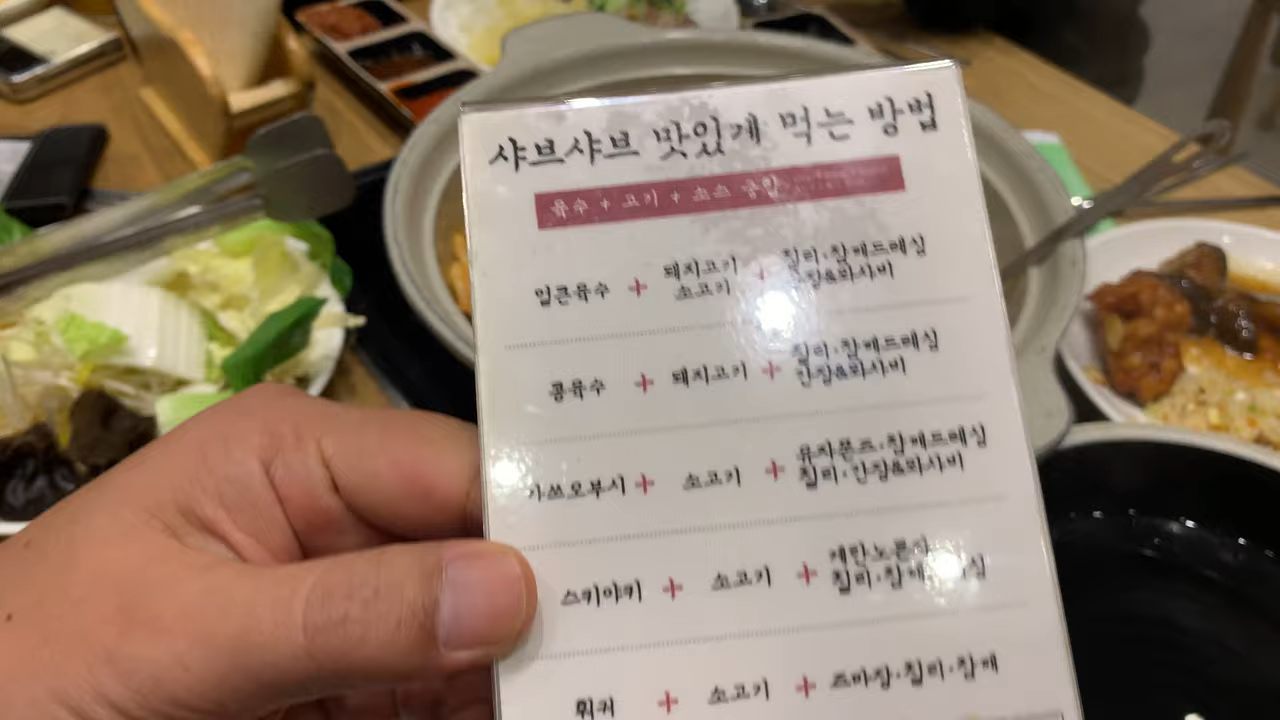 샤브샤브 맛있게 먹는 방법
육수 + 고기 + 소스 궁합
얼큰육수 + 돼지고기 소고기 + 칠리·참깨드레싱 간장&와사비
콩육수 + 돼지고기 + 칠리·참깨드레싱 간장&와사비
가쓰오부시 + 소고기 + 유자폰즈·참깨드레싱 칠리·간장&와사비
스키야키 + 소고기 + 계란노른자 칠리·참깨
훠궈 + 소고기 + 즈마장·칠리·참깨